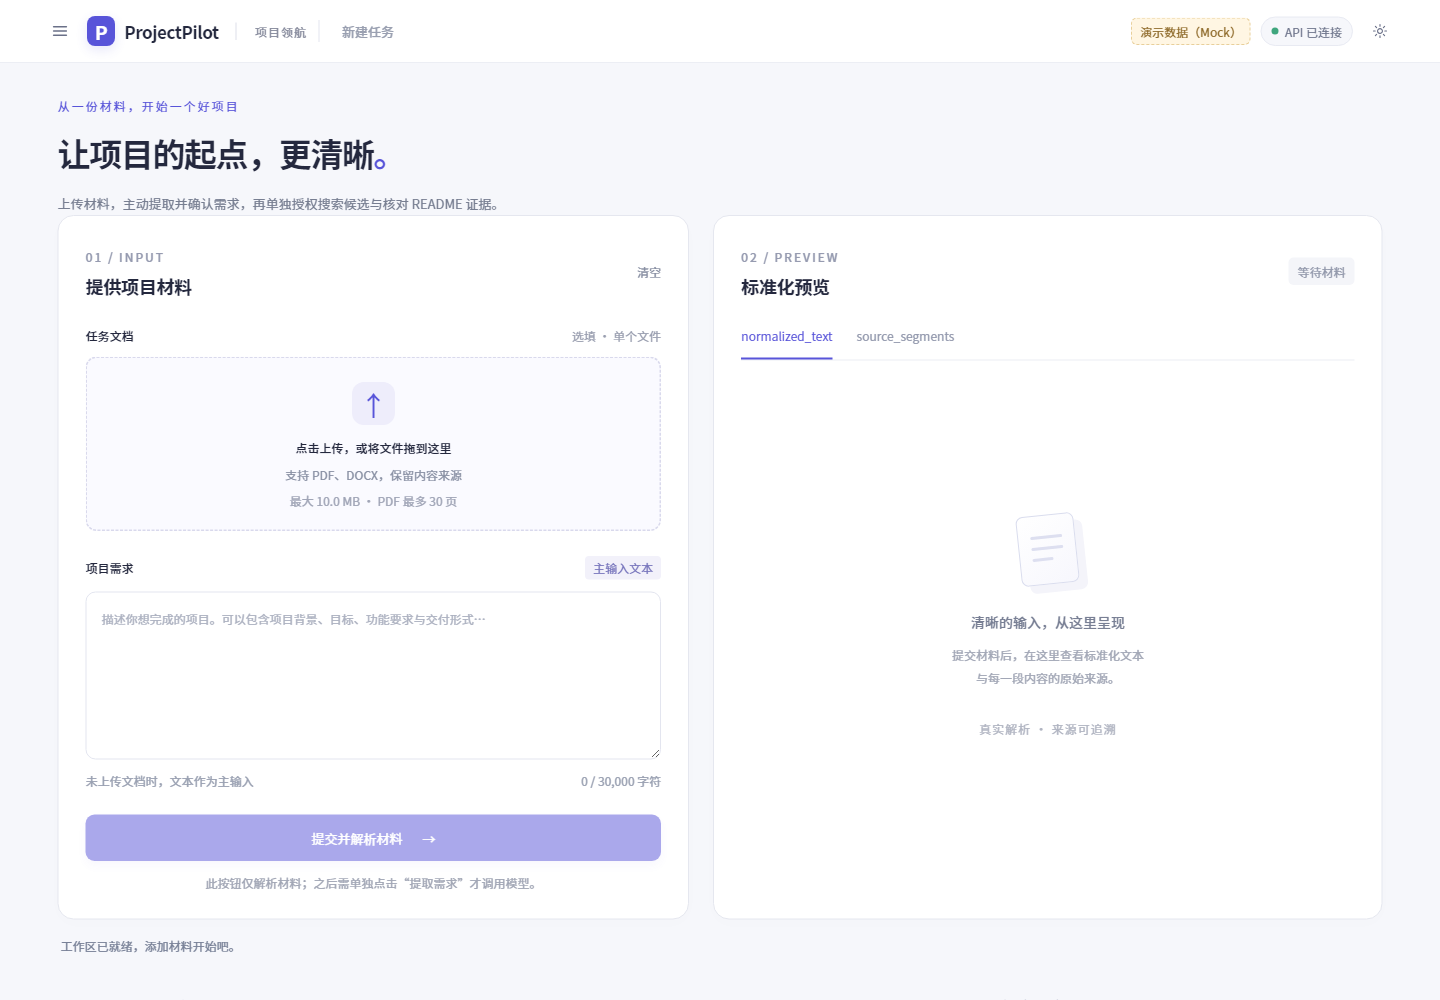 P ProjectPilot 项目领航 新建任务 演示数据（Mock） API 已连接
从一份材料，开始一个好项目
让项目的起点，更清晰。
上传材料，主动提取并确认需求，再单独授权搜索候选与核对 README 证据。
01 / INPUT
提供项目材料
清空
任务文档 选填 · 单个文件
↑
点击上传，或将文件拖到这里
支持 PDF、DOCX，保留内容来源
最大 10.0 MB · PDF 最多 30 页
项目需求 主输入文本
描述你想完成的项目。可以包含项目背景、目标、功能要求与交付形式…
未上传文档时，文本作为主输入 0 / 30,000 字符
提交并解析材料 →
此按钮仅解析材料；之后需单独点击“提取需求”才调用模型。
02 / PREVIEW
标准化预览
等待材料
normalized_text source_segments
清晰的输入，从这里呈现
提交材料后，在这里查看标准化文本
与每一段内容的原始来源。
真实解析 · 来源可追溯
工作区已就绪，添加材料开始吧。